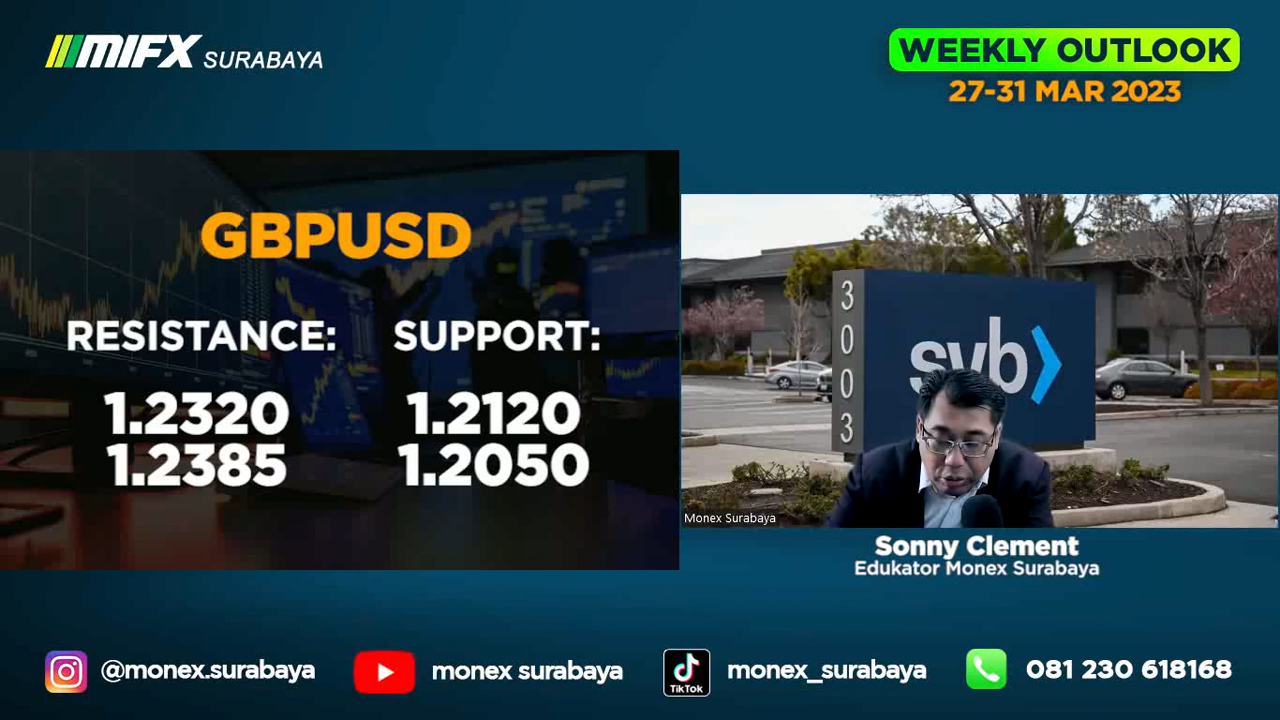 MIFX SURABAYA
WEEKLY OUTLOOK
27-31 MAR 2023
GBPUSD
RESISTANCE: SUPPORT:
1.2320 1.2120
1.2385 1.2050
3003
svb
Monex Surabaya
Sonny Clement
Edukator Monex Surabaya
@monex.surabaya
monex surabaya
TikTok
monex_surabaya
081 230 618168